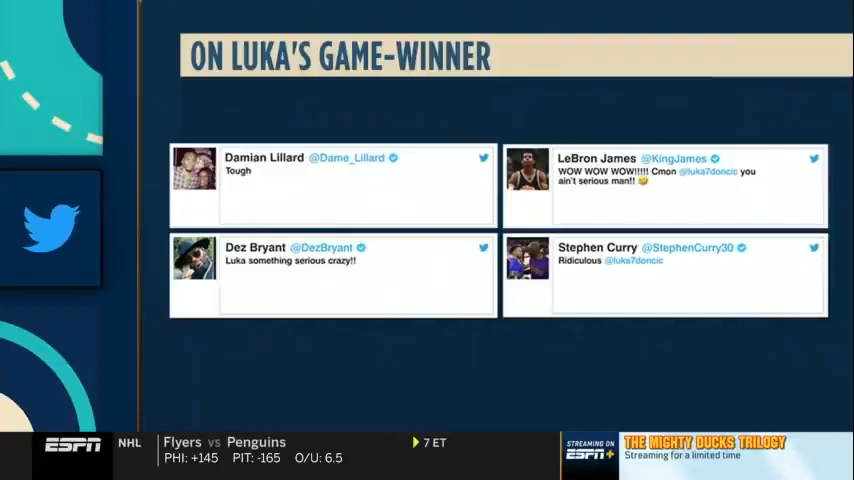 ON LUKA'S GAME-WINNER
Damian Lillard @Dame_Lillard
Tough
LeBron James @KingJames
WOW WOW WOW!!!!! Cmon @luka7doncic you
ain't serious man!! 🤣
Dez Bryant @DezBryant
Luka something serious crazy!!
Stephen Curry @StephenCurry30
Ridiculous @luka7doncic
ESPN
NHL
Flyers vs Penguins
7 ET
PHI: +145 PIT: -165 O/U: 6.5
STREAMING ON
ESPN+
THE MIGHTY DUCKS TRILOGY
Streaming for a limited time